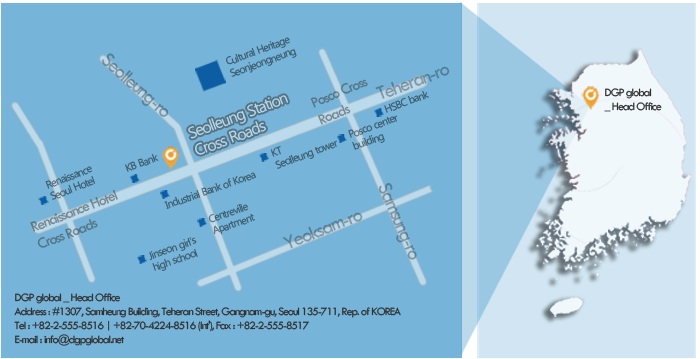 Cultural Heritage
Seonjeongneung
Seolleung-ro
Teheran-ro
Posco Cross
Roads
HSBC bank
Seolleung Station
Cross Roads
Posco center
building
KT
Seolleung tower
KB Bank
Industrial Bank of Korea
Renaissance
Seoul Hotel
Renaissance Hotel
Cross Roads
Centreville
Apartment
Jinseon girl's
high school
Yeoksam-ro
Samsung-ro
DGP global
_ Head Office
DGP global _ Head Office
Address : #1307, Samheung Building, Teheran Street, Gangnam-gu, Seoul 135-711, Rep. of KOREA
Tel : +82-2-555-8516 | +82-70-4224-8516 (Int'), Fax : +82-2-555-8517
E-mail : info@dgpglobal.net